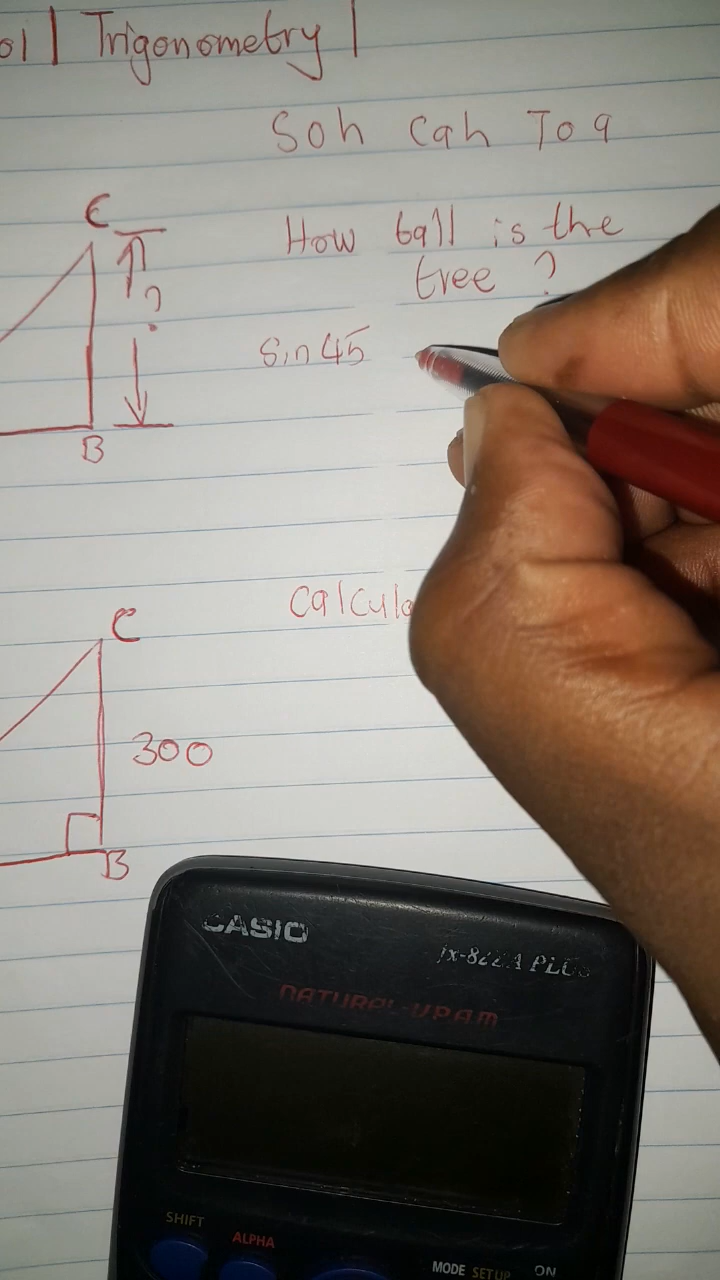 ol | Trigonometry |
Soh Cah Toa
C
How tall is the
tree ?
?
Sin 45
B
C
300
B
CASIO
NATURAL-V.P.A.M.
SHIFT
ALPHA
MODE SETUP
ON